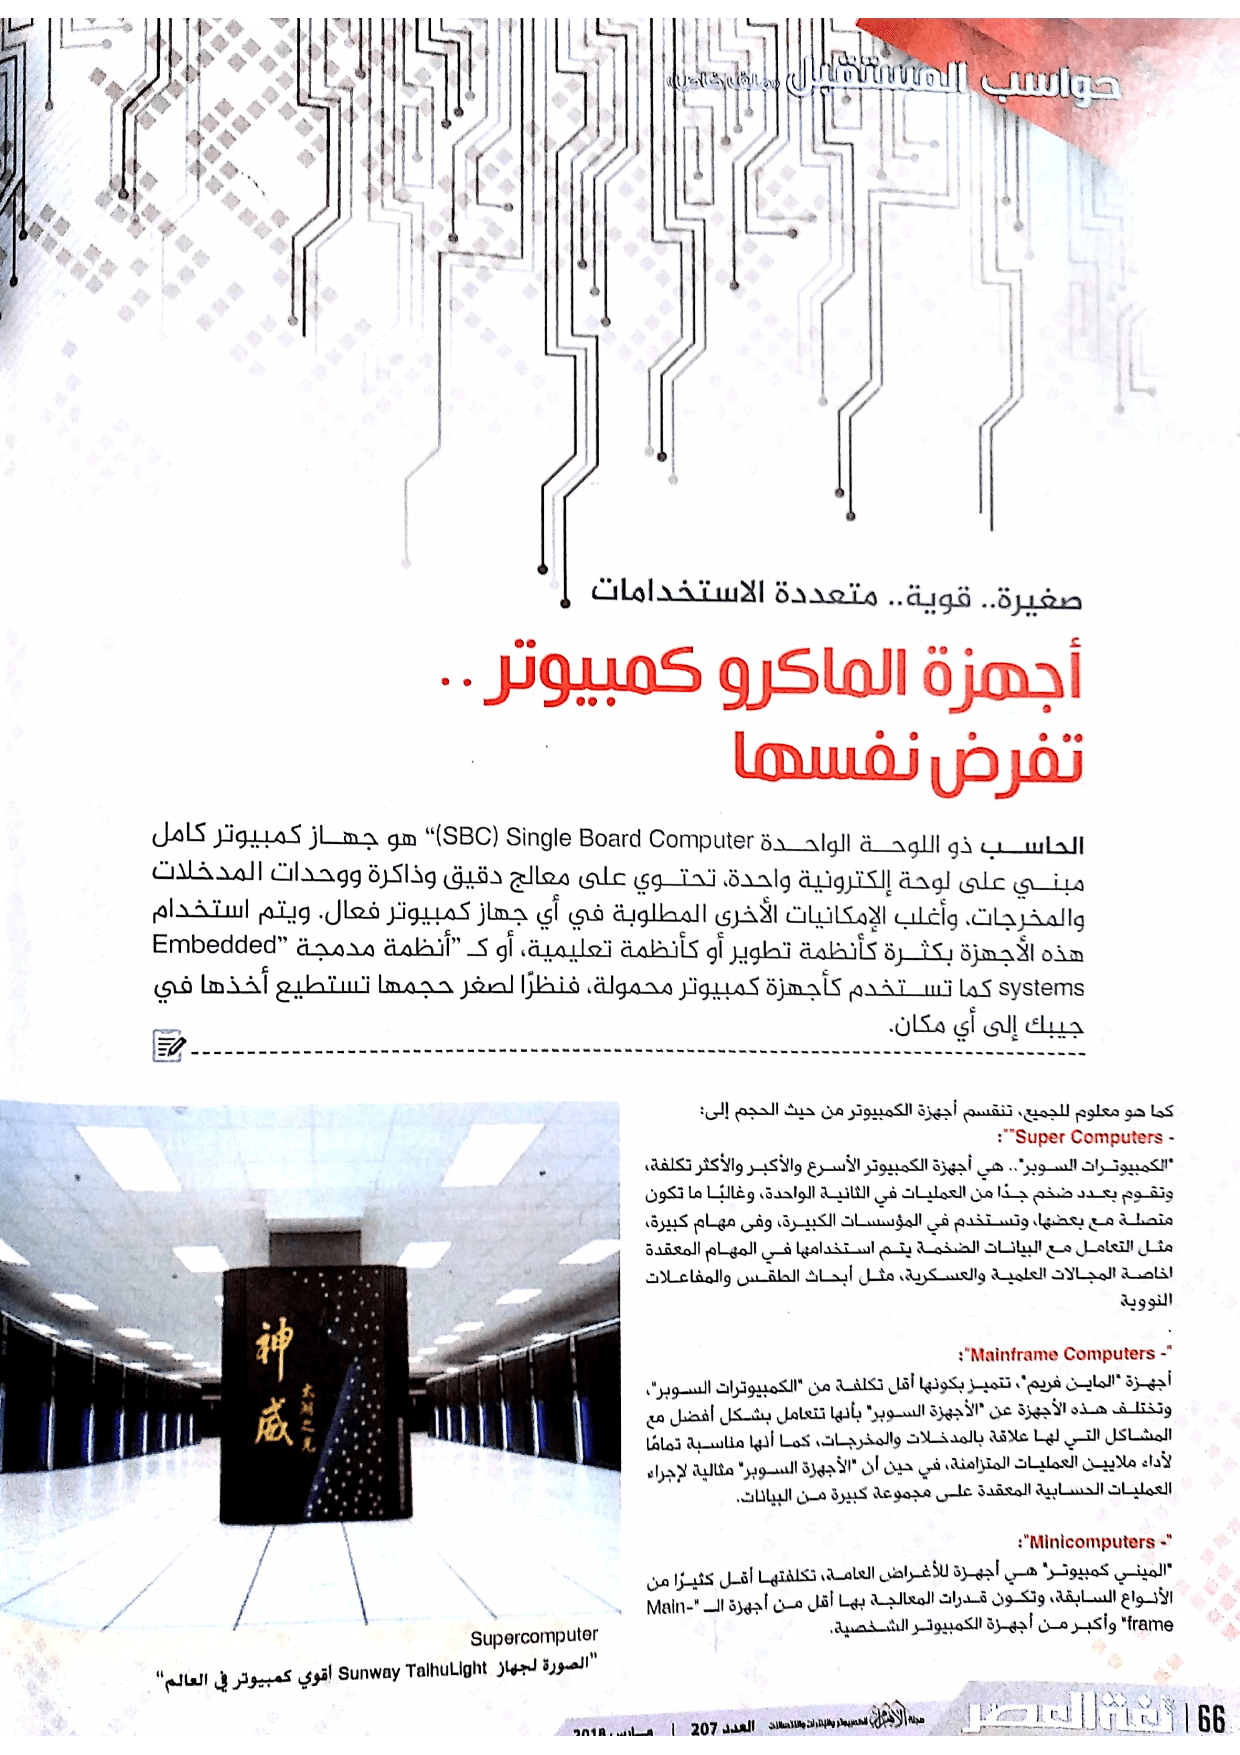 حواسب المستقبل (ملف خاص)
صغيرة.. قوية.. متعددة الاستخدامات
أجهزة الماكرو كمبيوتر ..
تفرض نفسها
الحاسب ذو اللوحة الواحدة Single Board Computer (SBC)“ هو جهاز كمبيوتر كامل
مبني على لوحة إلكترونية واحدة، تحتوي على معالج دقيق وذاكرة ووحدات المدخلات
والمخرجات، وأغلب الإمكانيات الأخرى المطلوبة في أي جهاز كمبيوتر فعال. ويتم استخدام
هذه الأجهزة بكثرة كأنظمة تطوير أو كأنظمة تعليمية، أو كـ ”أنظمة مدمجة ”Embedded
systems كما تستخدم كأجهزة كمبيوتر محمولة، فنظرًا لصغر حجمها تستطيع أخذها في
جيبك إلى أي مكان.
كما هو معلوم للجميع، تنقسم أجهزة الكمبيوتر من حيث الحجم إلى:
- Super Computers"":
"الكمبيوترات السوبر".. هي أجهزة الكمبيوتر الأسرع والأكبر والأكثر تكلفة،
وتقوم بعدد ضخم جدًا من العمليات في الثانية الواحدة، وغالبًا ما تكون
متصلة مع بعضها، وتستخدم في المؤسسات الكبيرة، وفى مهام كبيرة،
مثل التعامل مع البيانات الضخمة يتم استخدامها في المهام المعقدة
اخاصة المجالات العلمية والعسكرية، مثل أبحاث الطقس والمفاعلات
النووية
.
"- Mainframe Computers":
أجهزة "الماين فريم"، تتميز بكونها أقل تكلفة من "الكمبيوترات السوبر"،
وتختلف هذه الأجهزة عن "الأجهزة السوبر" بأنها تتعامل بشكل أفضل مع
المشاكل التي لها علاقة بالمدخلات والمخرجات، كما أنها مناسبة تمامًا
لأداء ملايين العمليات المتزامنة، في حين أن "الأجهزة السوبر" مثالية لإجراء
العمليات الحسابية المعقدة على مجموعة كبيرة من البيانات.
"- Minicomputers":
"الميني كمبيوتر" هي أجهزة للأغراض العامة، تكلفتها أقل كثيرًا من
الأنواع السابقة، وتكون قدرات المعالجة بها أقل من أجهزة الـ "Main-
frame" وأكبر من أجهزة الكمبيوتر الشخصية.
神威
太湖之光
Supercomputer
“الصورة لجهاز Sunway TaihuLight أقوي كمبيوتر في العالم”
66 | لغة العصر مجلة الأهرام للكمبيوتر والإنترنت والاتصالات العدد 207 | مارس 2018